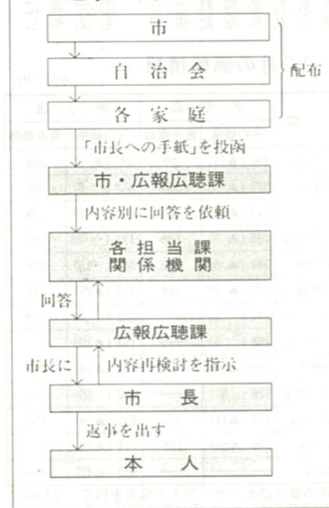 市
自治会
各家庭
配布
「市長への手紙」を投函
市・広報広聴課
内容別に回答を依頼
各担当課
関係機関
回答
広報広聴課
市長に
内容再検討を指示
市長
返事を出す
本人